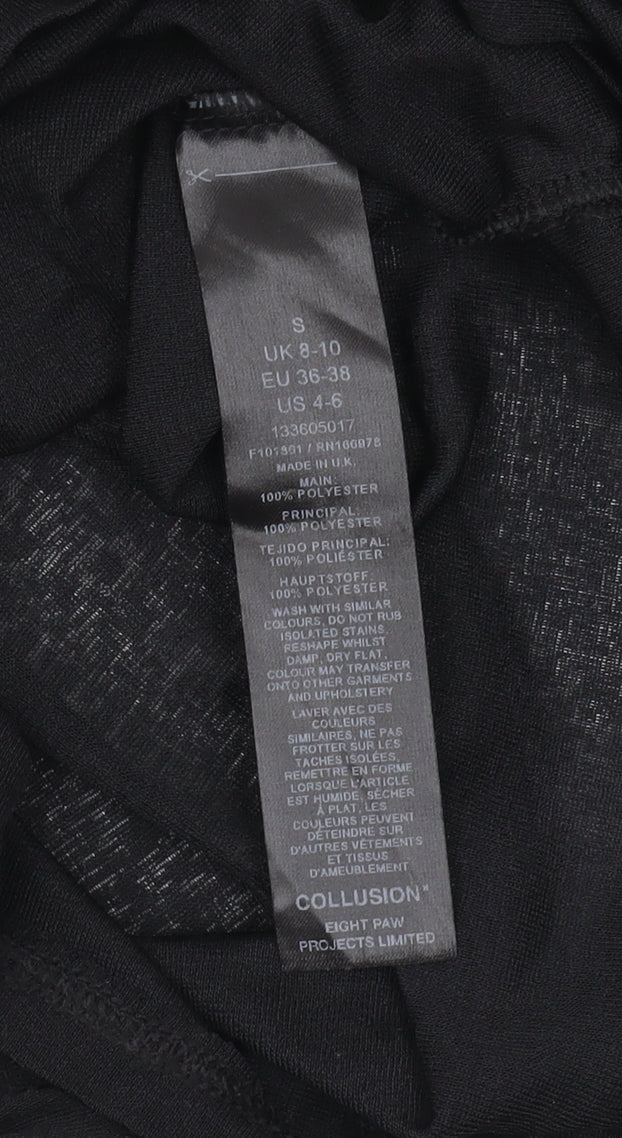 S
UK 8-10
EU 36-38
US 4-6
133605017
F101361 / RN160978
MADE IN U.K.
MAIN:
100% POLYESTER
PRINCIPAL:
100% POLYESTER
TEJIDO PRINCIPAL:
100% POLIÉSTER
HAUPTSTOFF:
100% POLYESTER
WASH WITH SIMILAR
COLOURS, DO NOT RUB
ISOLATED STAINS,
RESHAPE WHILST
DAMP, DRY FLAT,
COLOUR MAY TRANSFER
ONTO OTHER GARMENTS
AND UPHOLSTERY
LAVER AVEC DES
COULEURS
SIMILAIRES, NE PAS
FROTTER SUR LES
TACHES ISOLÉES,
REMETTRE EN FORME
LORSQUE L'ARTICLE
EST HUMIDE, SÉCHER
À PLAT, LES
COULEURS PEUVENT
DÉTEINDRE SUR
D'AUTRES VÊTEMENTS
ET TISSUS
D'AMEUBLEMENT
COLLUSION
EIGHT PAW
PROJECTS LIMITED